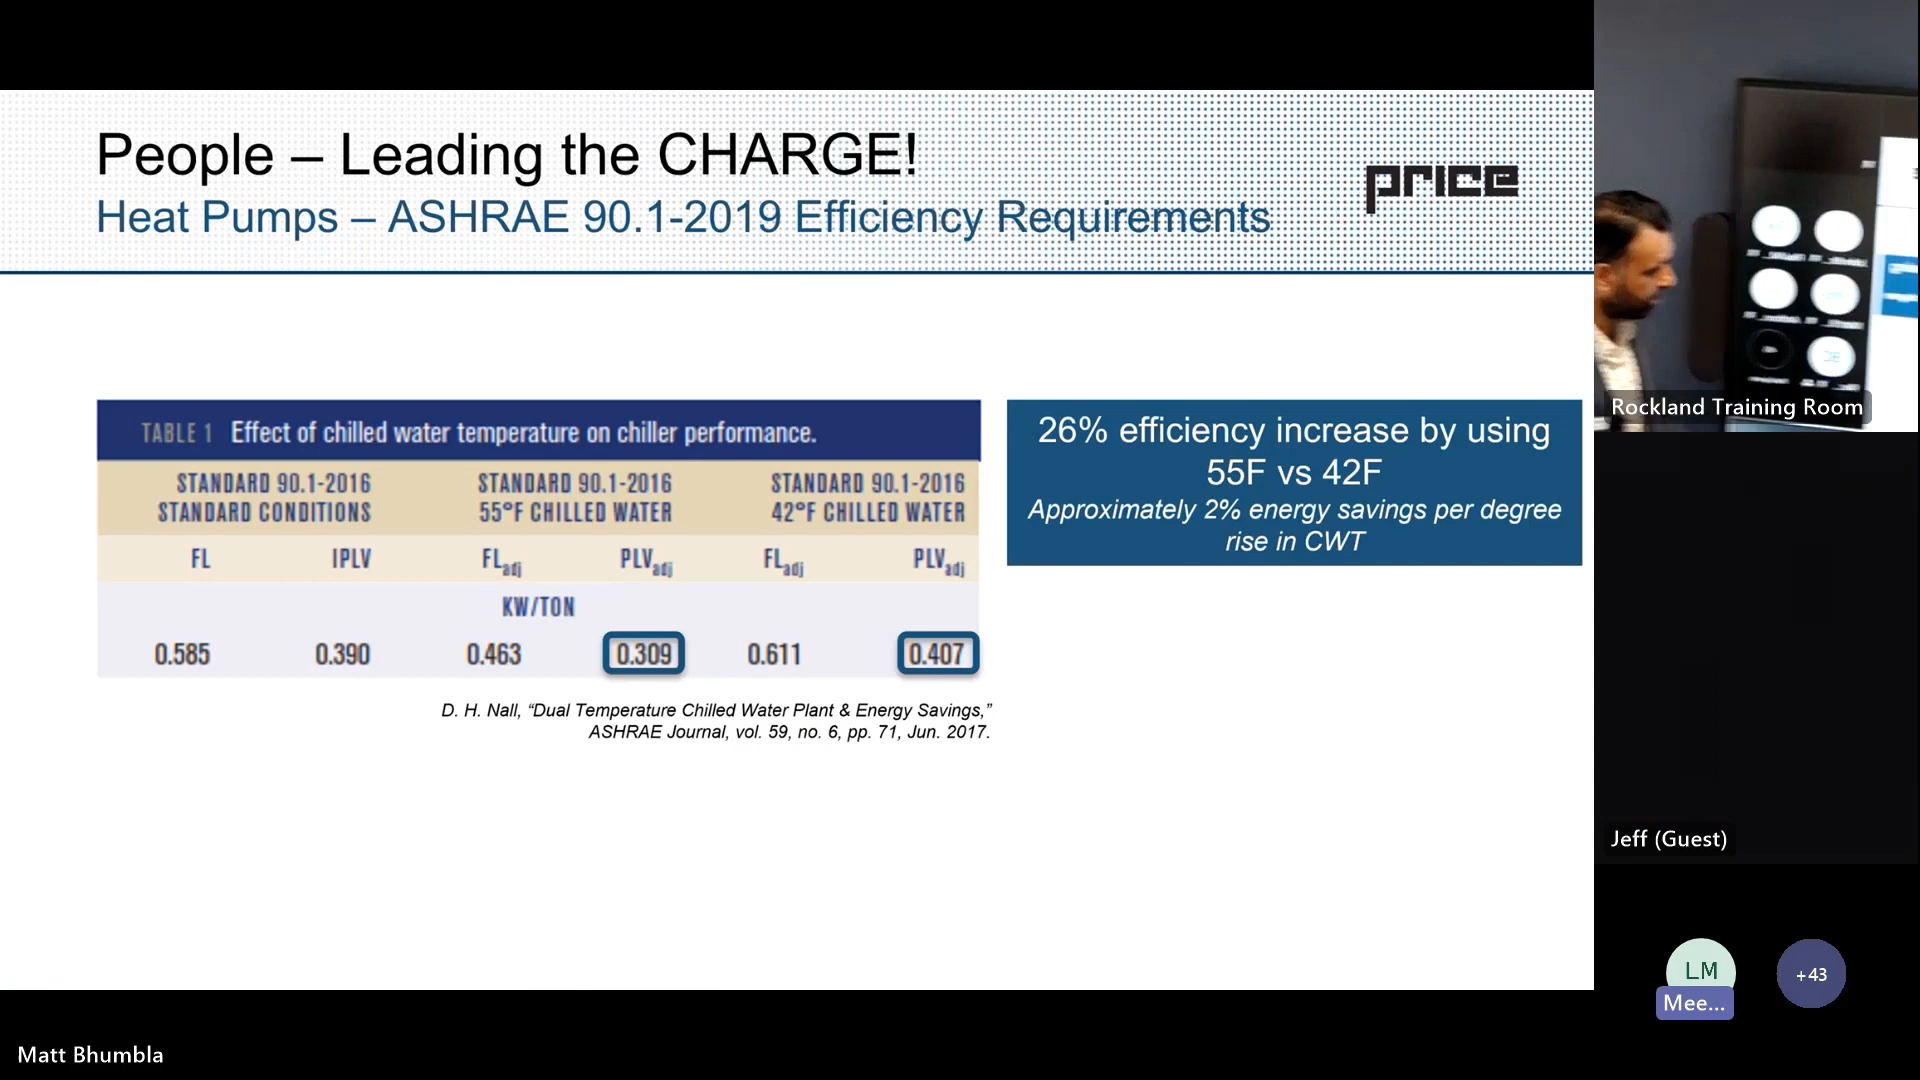 People – Leading the CHARGE!
Heat Pumps – ASHRAE 90.1-2019 Efficiency Requirements
price
TABLE 1 Effect of chilled water temperature on chiller performance.
STANDARD 90.1-2016 STANDARD 90.1-2016 STANDARD 90.1-2016
STANDARD CONDITIONS 55°F CHILLED WATER 42°F CHILLED WATER
FL IPLV FLadj PLVadj FLadj PLVadj
KW/TON
0.585 0.390 0.463 0.309 0.611 0.407
D. H. Nall, “Dual Temperature Chilled Water Plant & Energy Savings,”
ASHRAE Journal, vol. 59, no. 6, pp. 71, Jun. 2017.
26% efficiency increase by using
55F vs 42F
Approximately 2% energy savings per degree
rise in CWT
Rockland Training Room
Jeff (Guest)
LM
Mee...
+43
Matt Bhumbla